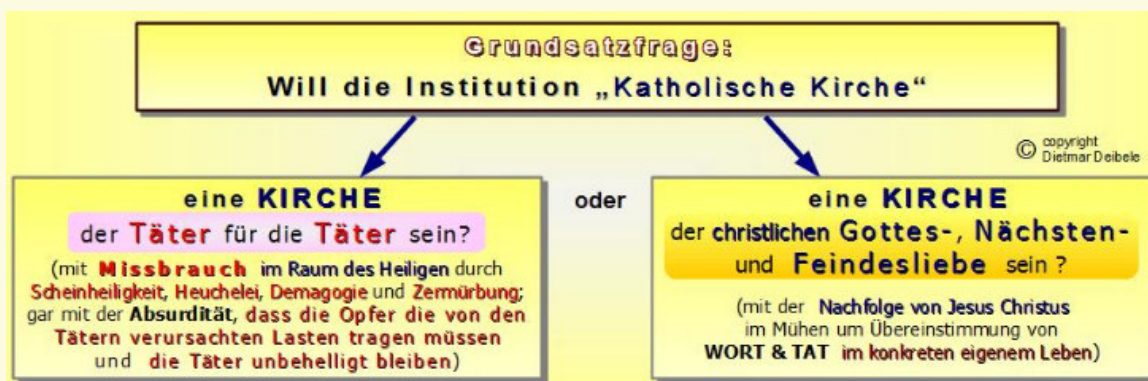 Grundsatzfrage:
Will die Institution „Katholische Kirche“
© copyright
Dietmar Deibele
eine KIRCHE
der Täter für die Täter sein?
(mit Missbrauch im Raum des Heiligen durch
Scheinheiligkeit, Heuchelei, Demagogie und Zermürbung;
gar mit der Absurdität, dass die Opfer die von den
Tätern verursachten Lasten tragen müssen
und die Täter unbehelligt bleiben)
oder
eine KIRCHE
der christlichen Gottes-, Nächsten-
und Feindesliebe sein ?
(mit der Nachfolge von Jesus Christus
im Mühen um Übereinstimmung von
WORT & TAT im konkreten eigenem Leben)